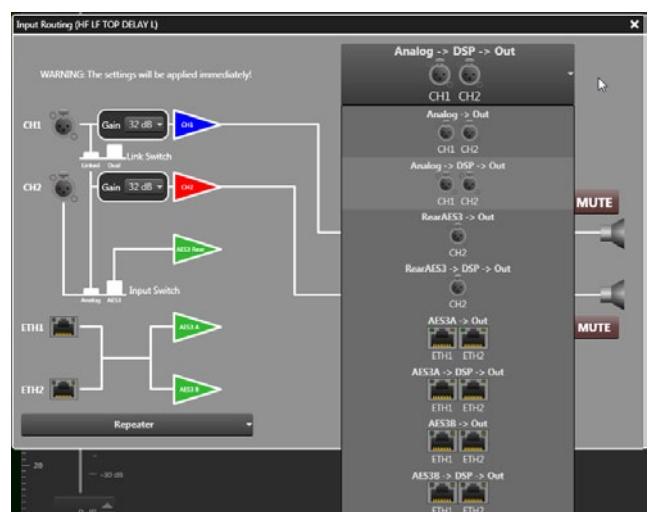 Input Routing (HF LF TOP DELAY L)
WARNING: The settings will be applied immediately!
Analog -> DSP -> Out
CH1 CH2
CH1
Gain 32 dB
CH1
Link Switch
Linked Dual
CH2
Gain 32 dB
CH2
AES3 Rear
Input Switch
Analog AES3
ETH1
AES3 A
ETH2
AES3 B
Repeater
Analog -> Out
CH1 CH2
Analog -> DSP -> Out
CH1 CH2
RearAES3 -> Out
CH2
RearAES3 -> DSP -> Out
CH2
AES3A -> Out
ETH1 ETH2
AES3A -> DSP -> Out
ETH1 ETH2
AES3B -> Out
ETH1 ETH2
AES3B -> DSP -> Out
ETH1 ETH2
MUTE
MUTE
- 20
-30 dB